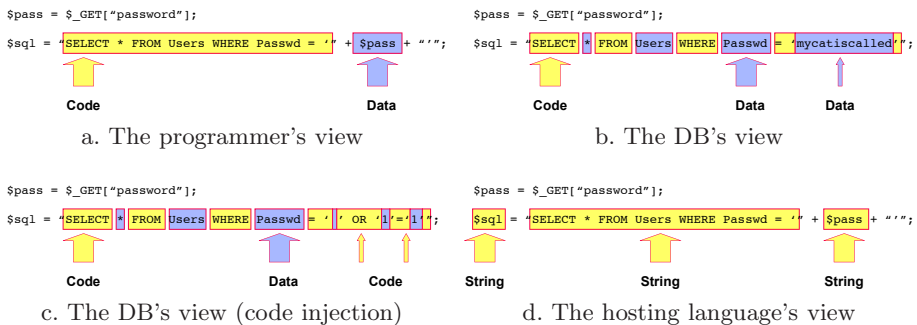 $pass = $_GET["password"];
$sql = "SELECT * FROM Users WHERE Passwd = '" + $pass + "'";
Code
Data
a. The programmer's view
$pass = $_GET["password"];
$sql = "SELECT * FROM Users WHERE Passwd = 'mycatiscalled'";
Code
Data
Data
b. The DB's view
$pass = $_GET["password"];
$sql = "SELECT * FROM Users WHERE Passwd = '' OR '1'='1'";
Code
Data
Code
c. The DB's view (code injection)
$pass = $_GET["password"];
$sql = "SELECT * FROM Users WHERE Passwd = '" + $pass + "'";
String
String
String
d. The hosting language's view